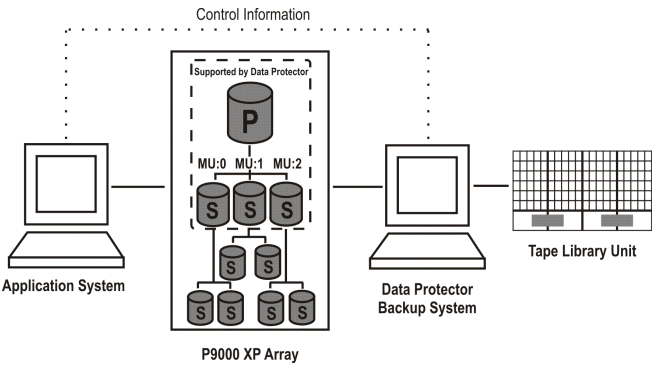 Control Information
Supported by Data Protector
P
MU:0 MU:1 MU:2
S S S
S S
S S S S
Application System
Data Protector
Backup System
Tape Library Unit
P9000 XP Array